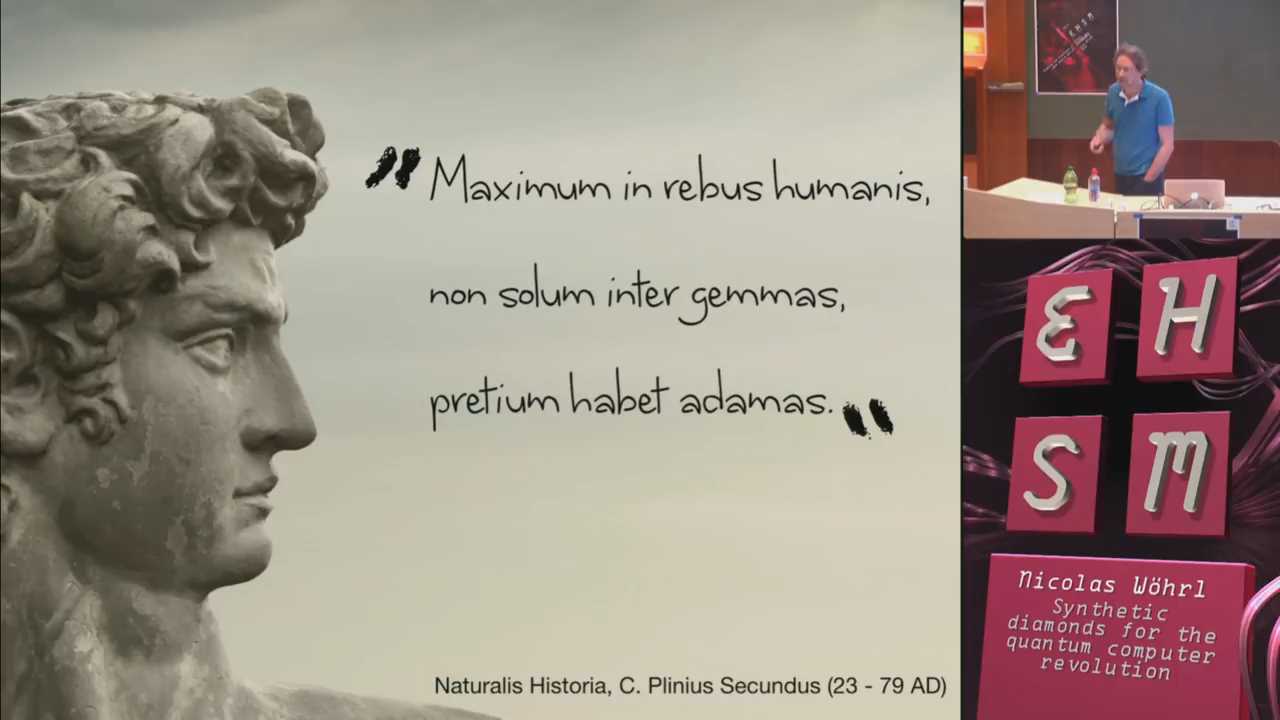 "Maximum in rebus humanis,
non solum inter gemmas,
pretium habet adamas."
Naturalis Historia, C. Plinius Secundus (23 - 79 AD)
EHSM
E H
S M
Nicolas Wöhrl
Synthetic
diamonds for the
quantum computer
revolution